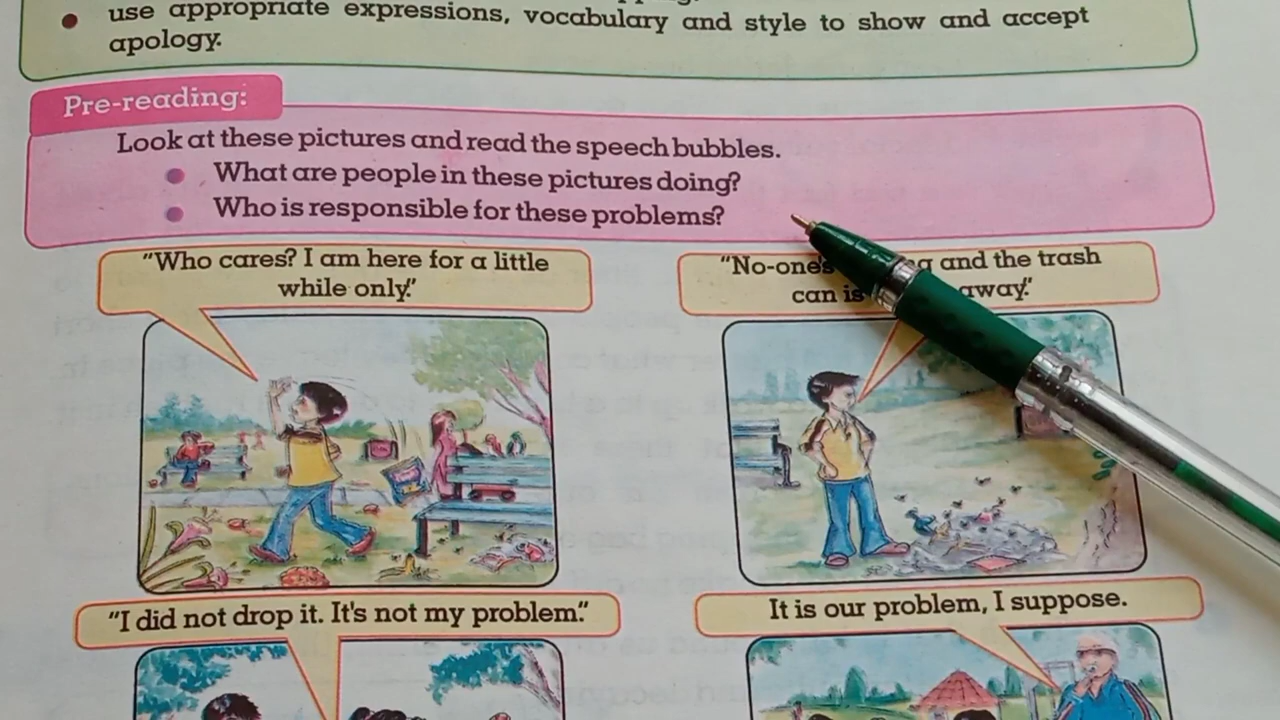 use appropriate expressions, vocabulary and style to show and accept
apology.
Pre-reading:
Look at these pictures and read the speech bubbles.
What are people in these pictures doing?
Who is responsible for these problems?
"Who cares? I am here for a little
while only."
"No-one's and the trash
can is away."
"I did not drop it. It's not my problem."
It is our problem, I suppose.